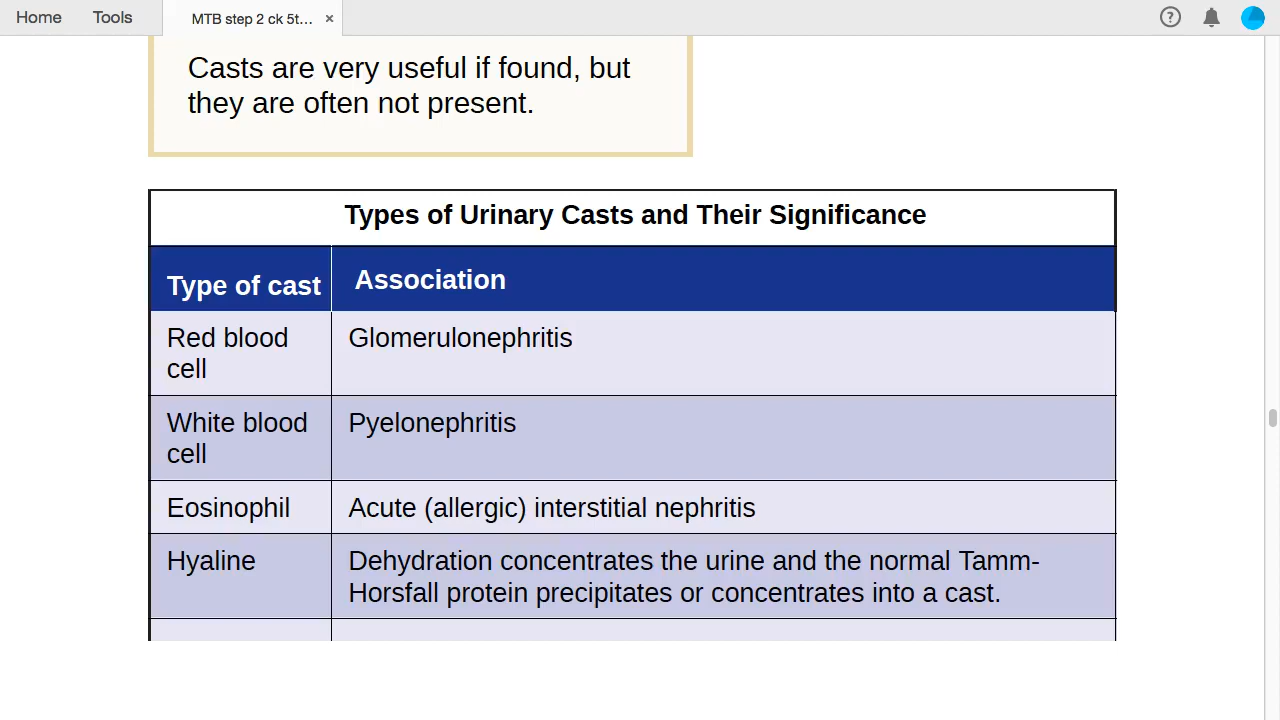 Home Tools MTB step 2 ck 5t... ×
Casts are very useful if found, but
they are often not present.
Types of Urinary Casts and Their Significance
Type of cast Association
Red blood Glomerulonephritis
cell
White blood Pyelonephritis
cell
Eosinophil Acute (allergic) interstitial nephritis
Hyaline Dehydration concentrates the urine and the normal Tamm-
Horsfall protein precipitates or concentrates into a cast.